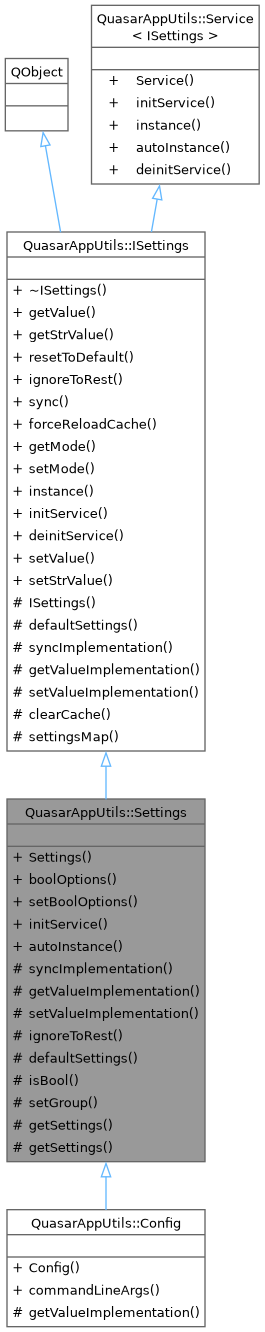 QuasarAppUtils::Service
< ISettings >
+ Service()
+ initService()
+ instance()
+ autoInstance()
+ deinitService()
QObject
QuasarAppUtils::ISettings
+ ~ISettings()
+ getValue()
+ getStrValue()
+ resetToDefault()
+ ignoreToRest()
+ sync()
+ forceReloadCache()
+ getMode()
+ setMode()
+ instance()
+ initService()
+ deinitService()
+ setValue()
+ setStrValue()
# ISettings()
# defaultSettings()
# syncImplementation()
# getValueImplementation()
# setValueImplementation()
# clearCache()
# settingsMap()
QuasarAppUtils::Settings
+ Settings()
+ boolOptions()
+ setBoolOptions()
+ initService()
+ autoInstance()
# syncImplementation()
# getValueImplementation()
# setValueImplementation()
# ignoreToRest()
# defaultSettings()
# isBool()
# setGroup()
# getSettings()
# getSettings()
QuasarAppUtils::Config
+ Config()
+ commandLineArgs()
# getValueImplementation()